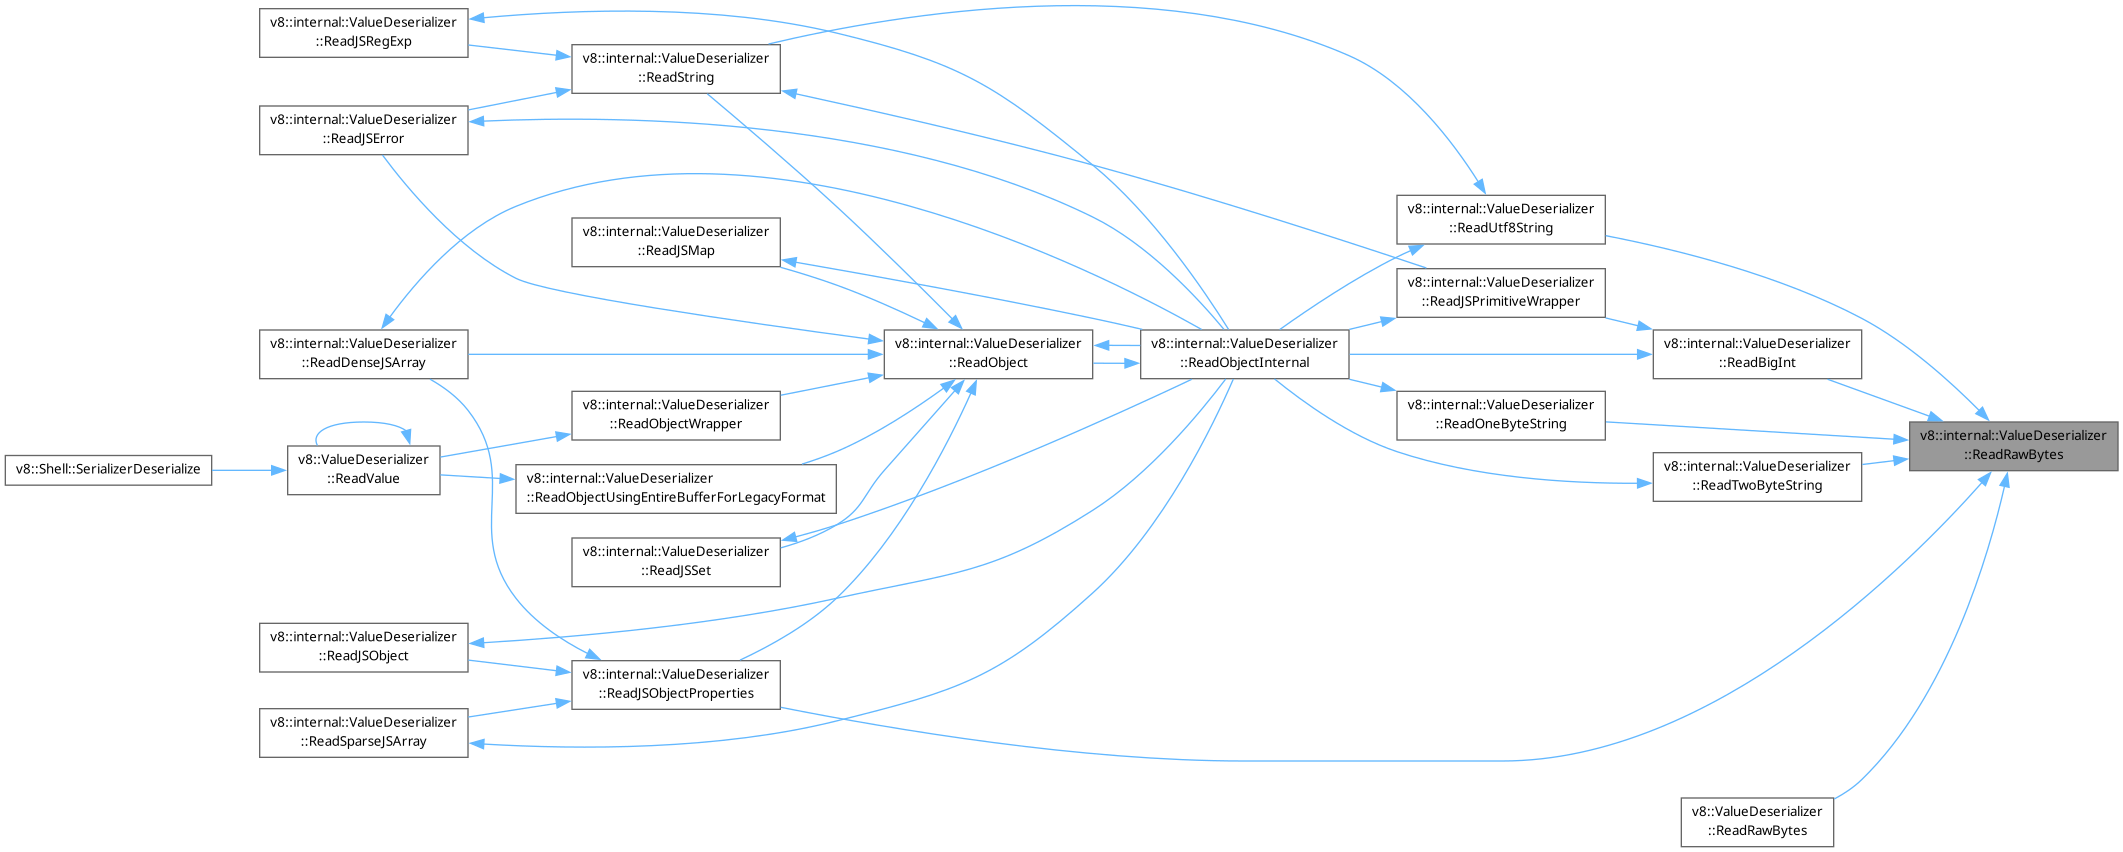 v8::internal::ValueDeserializer
::ReadJSRegExp
v8::internal::ValueDeserializer
::ReadString
v8::internal::ValueDeserializer
::ReadJSError
v8::internal::ValueDeserializer
::ReadUtf8String
v8::internal::ValueDeserializer
::ReadJSMap
v8::internal::ValueDeserializer
::ReadJSPrimitiveWrapper
v8::internal::ValueDeserializer
::ReadDenseJSArray
v8::internal::ValueDeserializer
::ReadObject
v8::internal::ValueDeserializer
::ReadObjectInternal
v8::internal::ValueDeserializer
::ReadBigInt
v8::internal::ValueDeserializer
::ReadObjectWrapper
v8::internal::ValueDeserializer
::ReadOneByteString
v8::internal::ValueDeserializer
::ReadRawBytes
v8::Shell::SerializerDeserialize
v8::ValueDeserializer
::ReadValue
v8::internal::ValueDeserializer
::ReadObjectUsingEntireBufferForLegacyFormat
v8::internal::ValueDeserializer
::ReadTwoByteString
v8::internal::ValueDeserializer
::ReadJSSet
v8::internal::ValueDeserializer
::ReadJSObject
v8::internal::ValueDeserializer
::ReadJSObjectProperties
v8::internal::ValueDeserializer
::ReadSparseJSArray
v8::ValueDeserializer
::ReadRawBytes